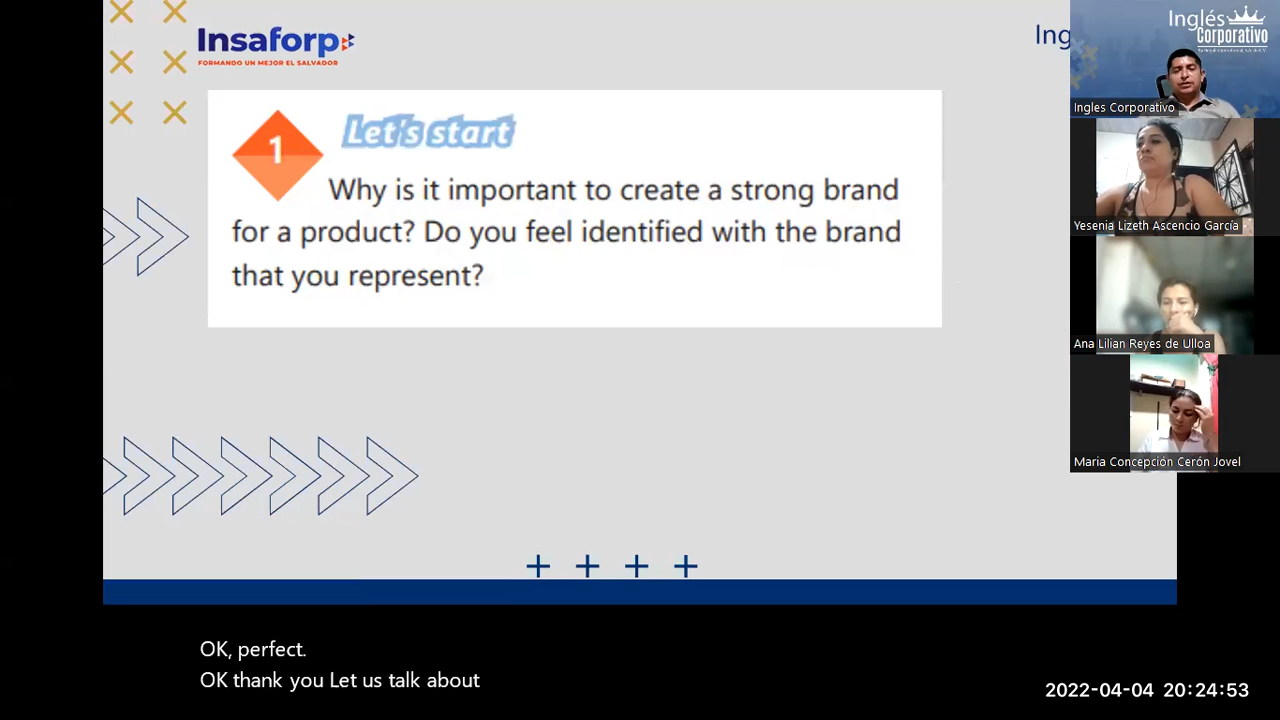 Insaforp
FORMANDO UN MEJOR EL SALVADOR
Ing
Inglés
Corporativo
Ingles Corporativo
1
Let's start
Why is it important to create a strong brand
for a product? Do you feel identified with the brand
that you represent?
Yesenia Lizeth Ascencio García
Ana Lilian Reyes de Ulloa
Maria Concepción Cerón Jovel
OK, perfect.
OK thank you Let us talk about
2022-04-04 20:24:53